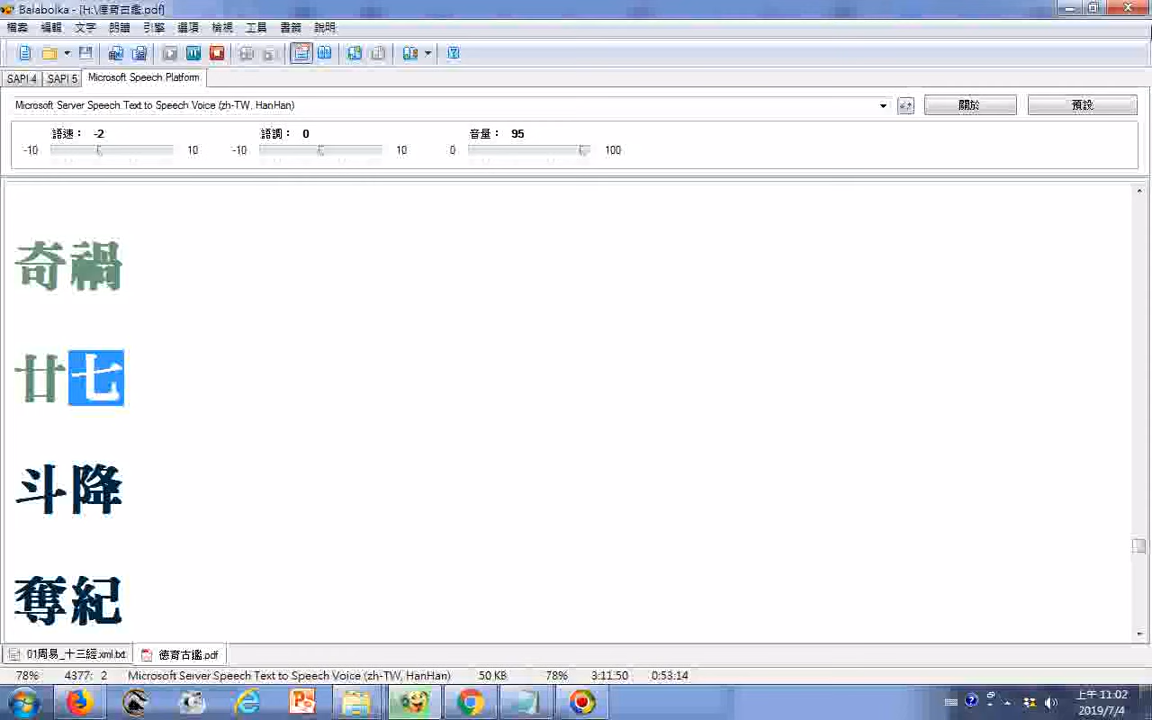 Balabolka - [H:\德育古鑑.pdf]
檔案 編輯 文字 朗讀 引擎 選項 檢視 工具 書籤 說明
SAPI 4 SAPI 5 Microsoft Speech Platform
Microsoft Server Speech Text to Speech Voice (zh-TW, HanHan) 關於 預設
語速： -2 語調： 0 音量： 95
-10 10 -10 10 0 100
奇禍
廿七
斗降
奪紀
01周易_十三經.xml.txt 德育古鑑.pdf
78% 4377: 2 Microsoft Server Speech Text to Speech Voice (zh-TW, HanHan) 50 KB 78% 3:11:50 0:53:14
上午 11:02
2019/7/4